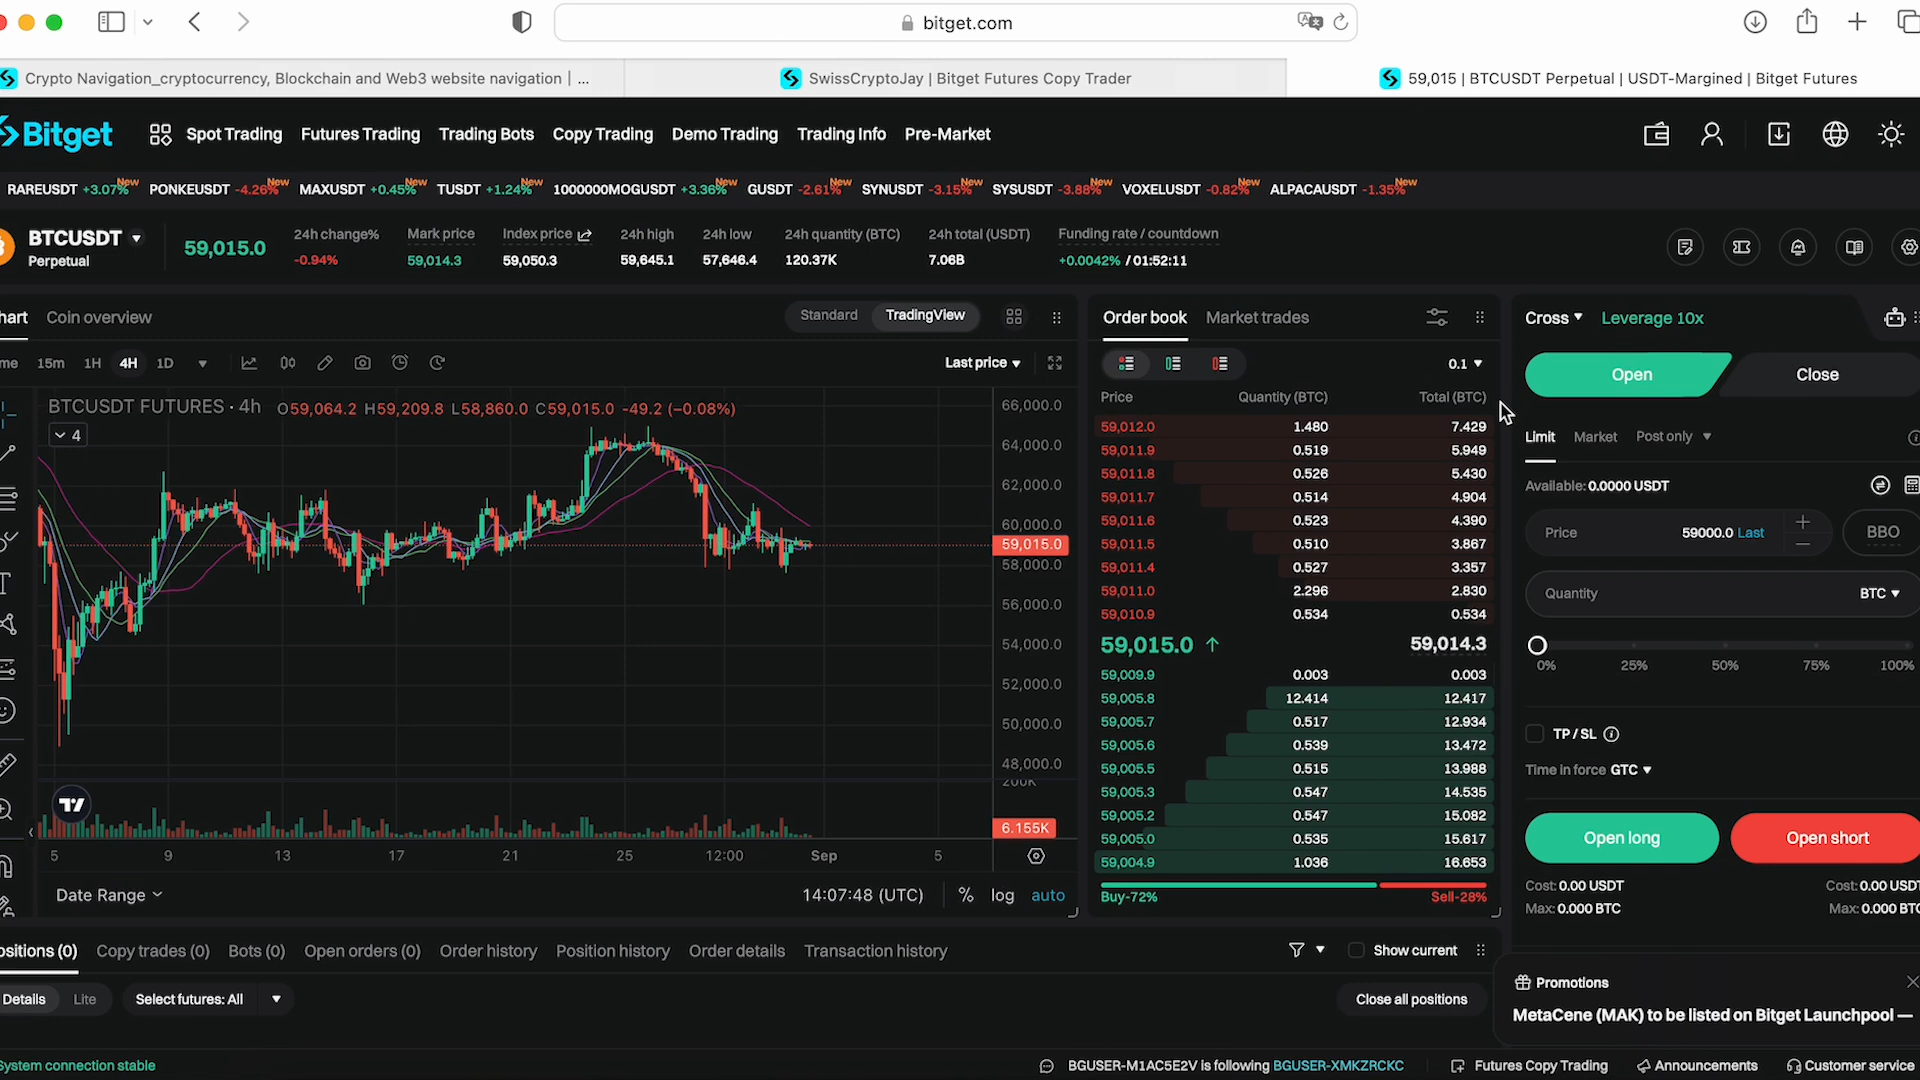 bitget.com
Crypto Navigation_cryptocurrency, Blockchain and Web3 website navigation | ...
SwissCryptoJay | Bitget Futures Copy Trader
59,015 | BTCUSDT Perpetual | USDT-Margined | Bitget Futures
Bitget Spot Trading Futures Trading Trading Bots Copy Trading Demo Trading Trading Info Pre-Market
RAREUSDT +3.07% New PONKEUSDT -4.26% New MAXUSDT +0.45% New TUSDT +1.24% New 1000000MOGUSDT +3.36% New GUSDT -2.61% New SYNUSDT -3.15% New SYSUSDT -3.88% New VOXELUSDT -0.82% New ALPACAUSDT -1.35% New
BTCUSDT
Perpetual
59,015.0
24h change% Mark price Index price 24h high 24h low 24h quantity (BTC) 24h total (USDT) Funding rate / countdown
-0.94% 59,014.3 59,050.3 59,645.1 57,646.4 120.37K 7.06B +0.0042% / 01:52:11
hart Coin overview Standard TradingView
me 15m 1H 4H 1D Last price
BTCUSDT FUTURES · 4h O59,064.2 H59,209.8 L58,860.0 C59,015.0 -49.2 (−0.08%)
4
66,000.0
64,000.0
62,000.0
60,000.0
59,015.0
58,000.0
56,000.0
54,000.0
52,000.0
50,000.0
48,000.0
200K
6.155K
5 9 13 17 21 25 12:00 Sep 5
Date Range 14:07:48 (UTC) % log auto
Order book Market trades
0.1
Price Quantity (BTC) Total (BTC)
59,012.0 1.480 7.429
59,011.9 0.519 5.949
59,011.8 0.526 5.430
59,011.7 0.514 4.904
59,011.6 0.523 4.390
59,011.5 0.510 3.867
59,011.4 0.527 3.357
59,011.0 2.296 2.830
59,010.9 0.534 0.534
59,015.0 59,014.3
59,009.9 0.003 0.003
59,005.8 12.414 12.417
59,005.7 0.517 12.934
59,005.6 0.539 13.472
59,005.5 0.515 13.988
59,005.3 0.547 14.535
59,005.2 0.547 15.082
59,005.0 0.535 15.617
59,004.9 1.036 16.653
Buy-72% Sell-28%
Cross Leverage 10x
Open Close
Limit Market Post only
Available: 0.0000 USDT
Price 59000.0 Last BBO
Quantity BTC
0% 25% 50% 75% 100%
TP / SL
Time in force GTC
Open long Open short
Cost: 0.00 USDT Cost: 0.00 USDT
Max: 0.000 BTC Max: 0.000 BTC
ositions (0) Copy trades (0) Bots (0) Open orders (0) Order history Position history Order details Transaction history Show current
Details Lite Select futures: All Close all positions
Promotions
MetaCene (MAK) to be listed on Bitget Launchpool —
System connection stable BGUSER-M1AC5E2V is following BGUSER-XMKZRCKC Futures Copy Trading Announcements Customer service